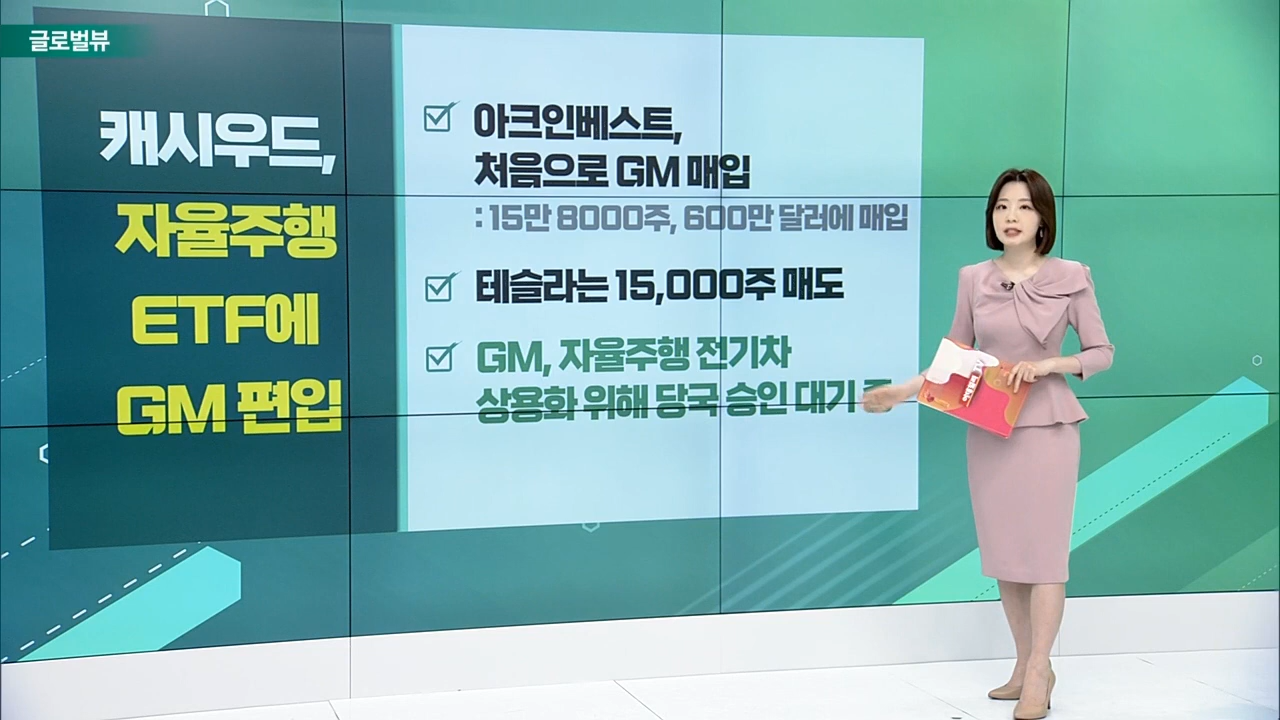 글로벌뷰
캐시우드,
자율주행
ETF에
GM 편입
아크인베스트,
처음으로 GM 매입
: 15만 8000주, 600만 달러에 매입
테슬라는 15,000주 매도
GM, 자율주행 전기차
상용화 위해 당국 승인 대기